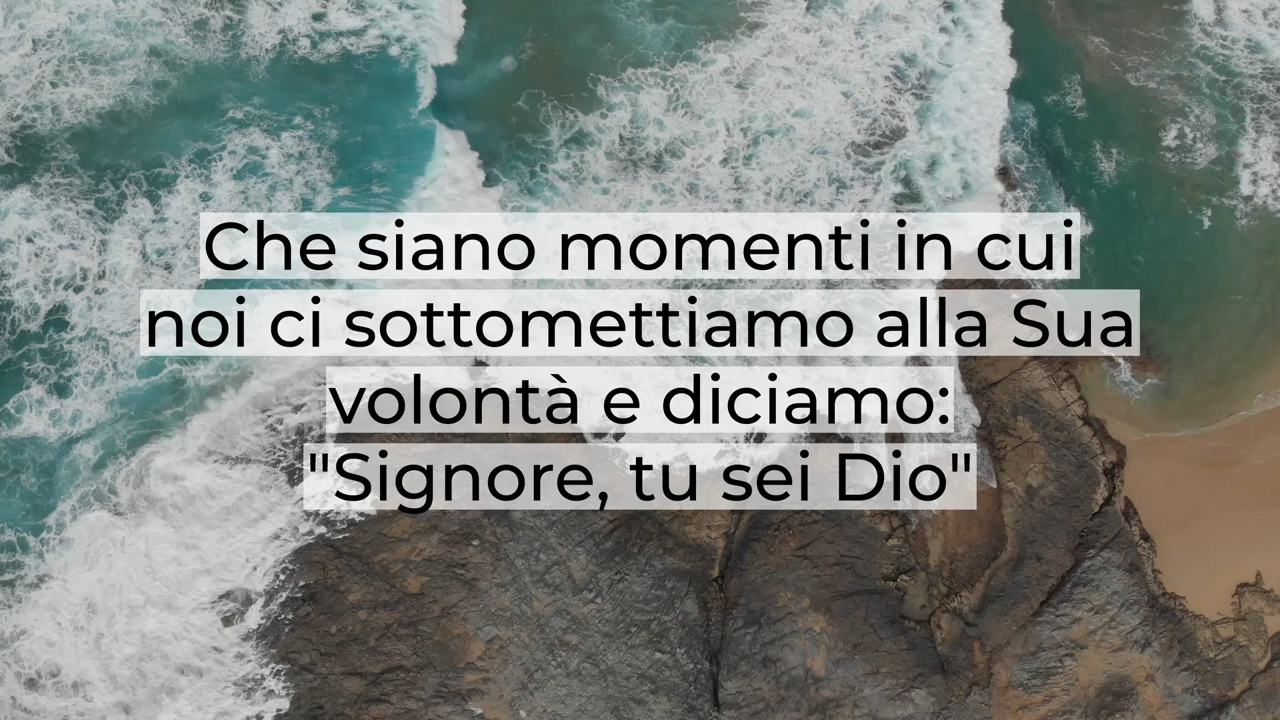 Che siano momenti in cui
noi ci sottomettiamo alla Sua
volontà e diciamo:
"Signore, tu sei Dio"